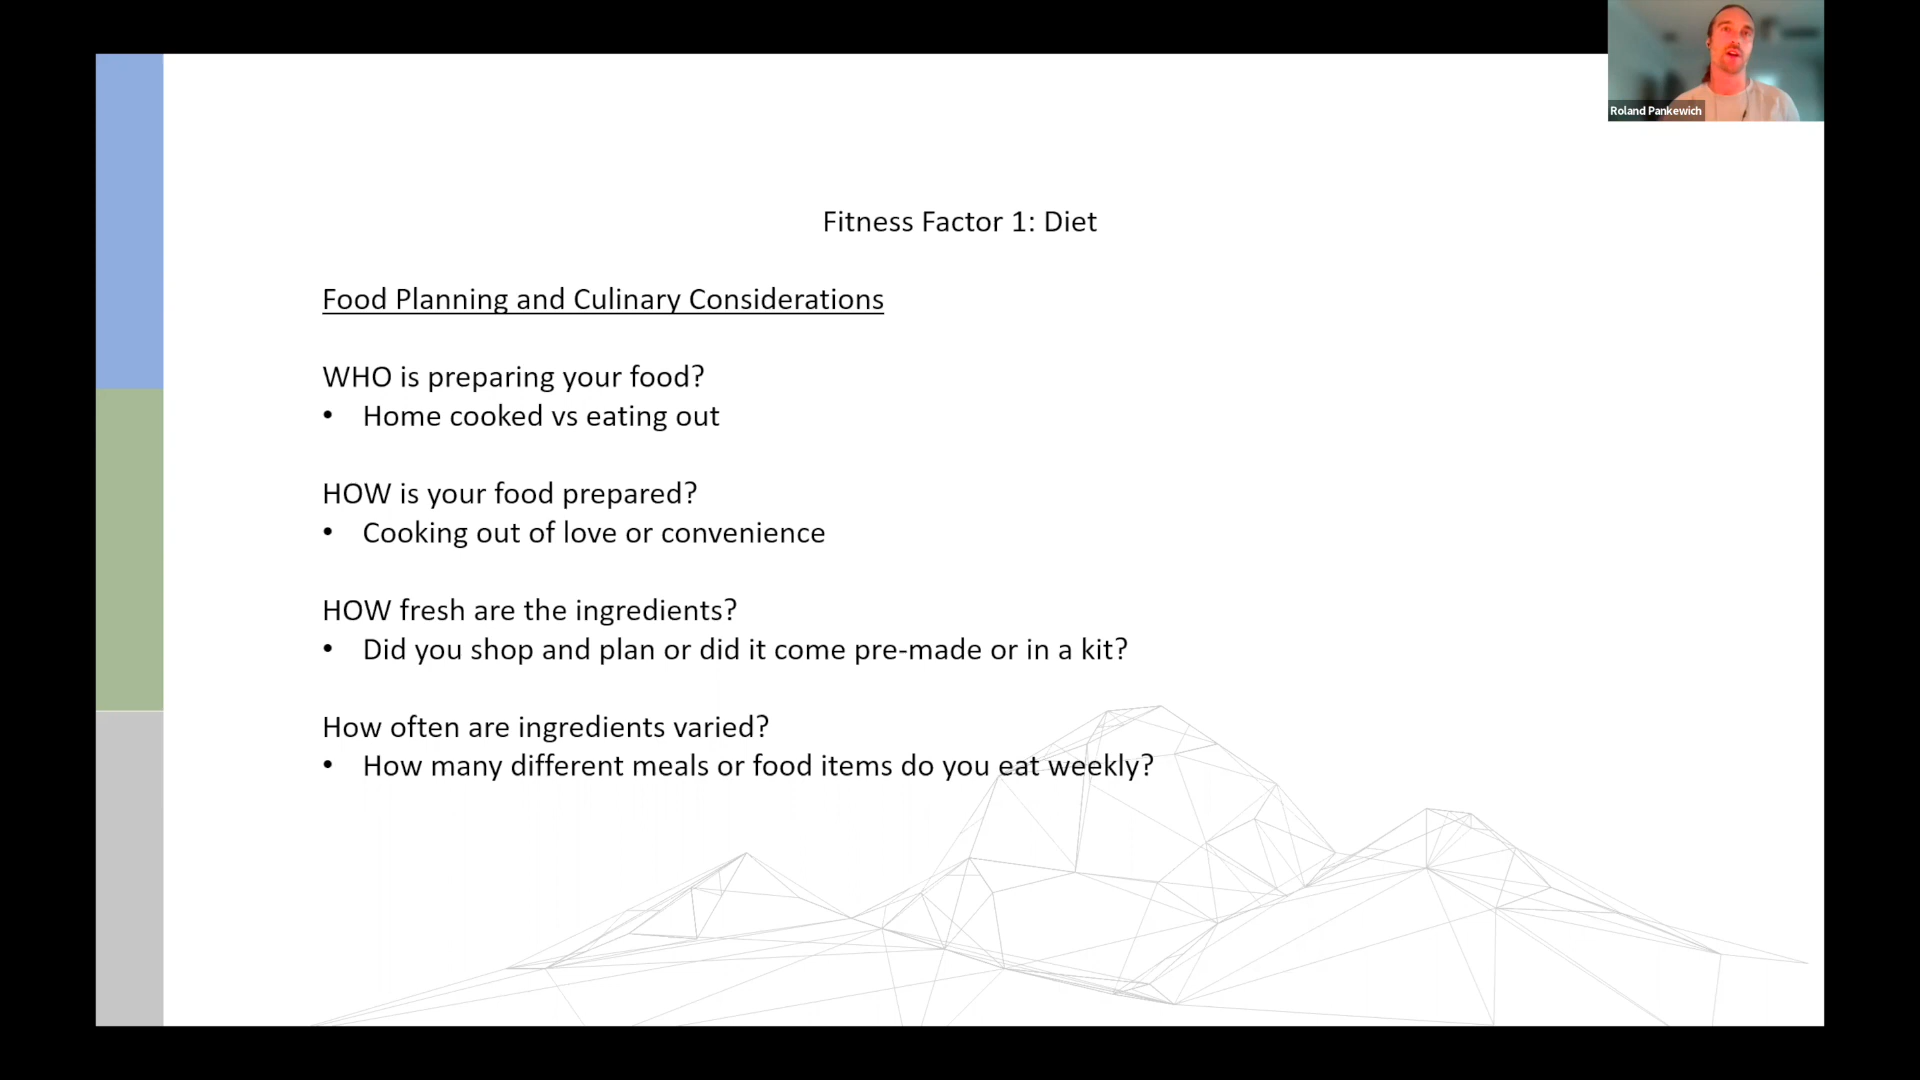 Roland Pankewich
Fitness Factor 1: Diet
Food Planning and Culinary Considerations
WHO is preparing your food?
• Home cooked vs eating out
HOW is your food prepared?
• Cooking out of love or convenience
HOW fresh are the ingredients?
• Did you shop and plan or did it come pre-made or in a kit?
How often are ingredients varied?
• How many different meals or food items do you eat weekly?